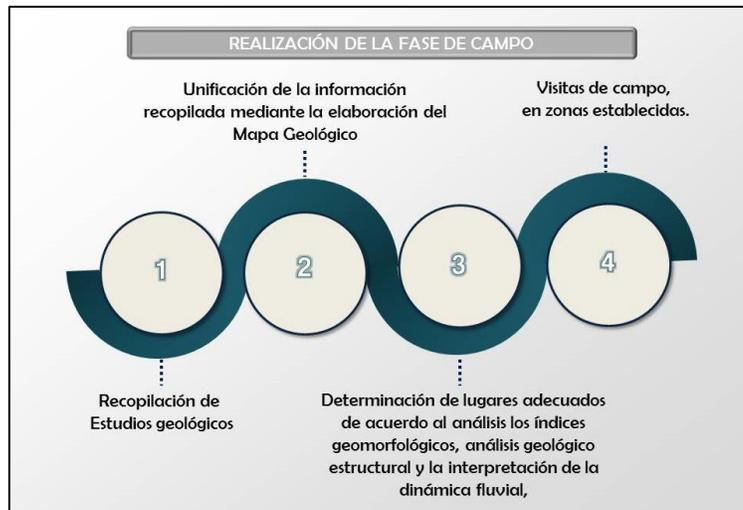 REALIZACIÓN DE LA FASE DE CAMPO
Unificación de la información
recopilada mediante la elaboración del
Mapa Geológico
Visitas de campo,
en zonas establecidas.
1
2
3
4
Recopilación de
Estudios geológicos
Determinación de lugares adecuados
de acuerdo al análisis los índices
geomorfológicos, análisis geológico
estructural y la interpretación de la
dinámica fluvial,